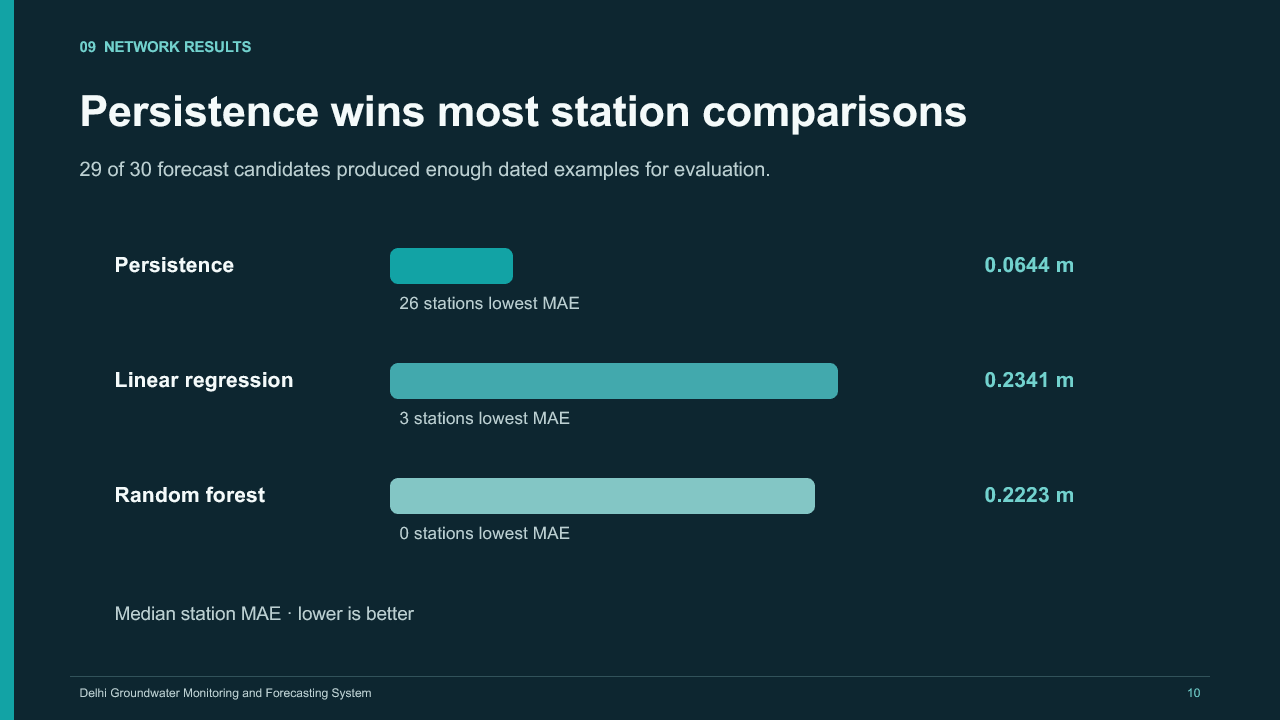 09 NETWORK RESULTS
Persistence wins most station comparisons
29 of 30 forecast candidates produced enough dated examples for evaluation.
Persistence
0.0644 m
26 stations lowest MAE
Linear regression
0.2341 m
3 stations lowest MAE
Random forest
0.2223 m
0 stations lowest MAE
Median station MAE · lower is better
Delhi Groundwater Monitoring and Forecasting System
10